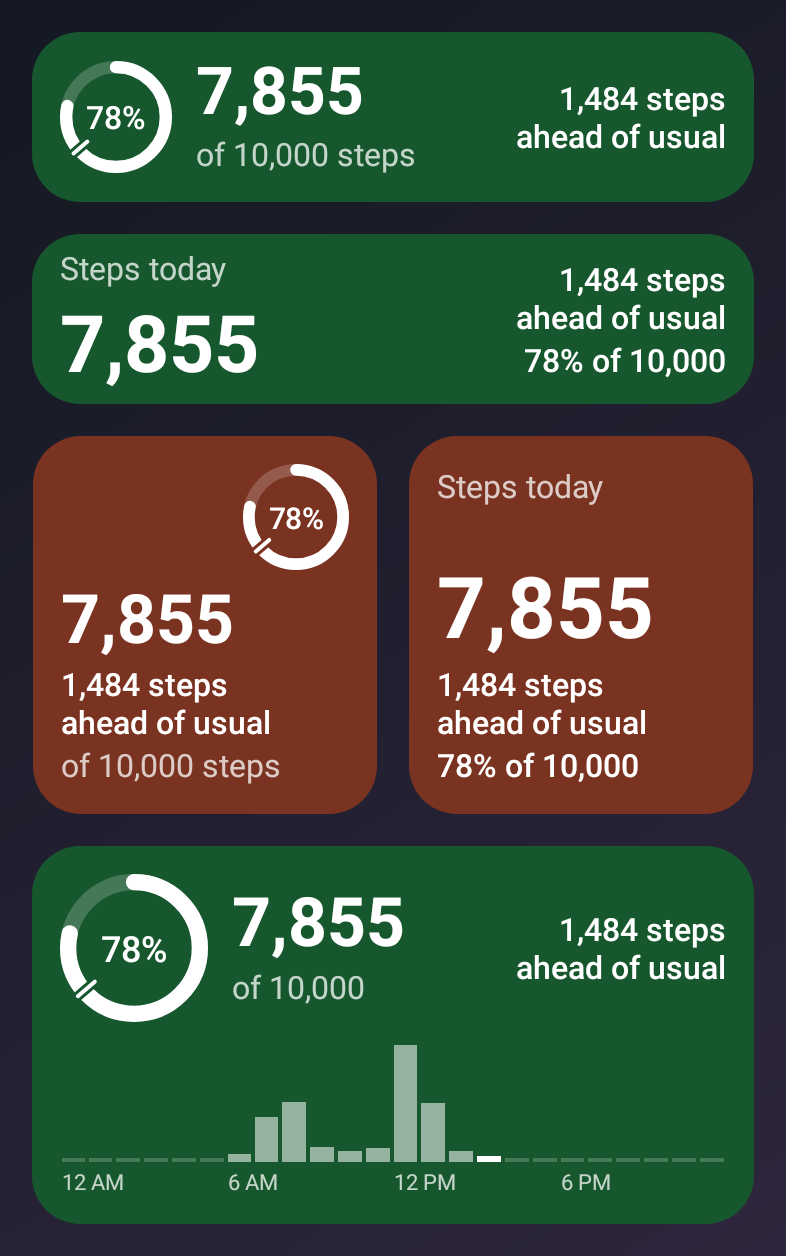 78%
7,855
of 10,000 steps
1,484 steps
ahead of usual
Steps today
7,855
1,484 steps
ahead of usual
78% of 10,000
78%
7,855
1,484 steps
ahead of usual
of 10,000 steps
Steps today
7,855
1,484 steps
ahead of usual
78% of 10,000
78%
7,855
of 10,000
1,484 steps
ahead of usual
12 AM 6 AM 12 PM 6 PM